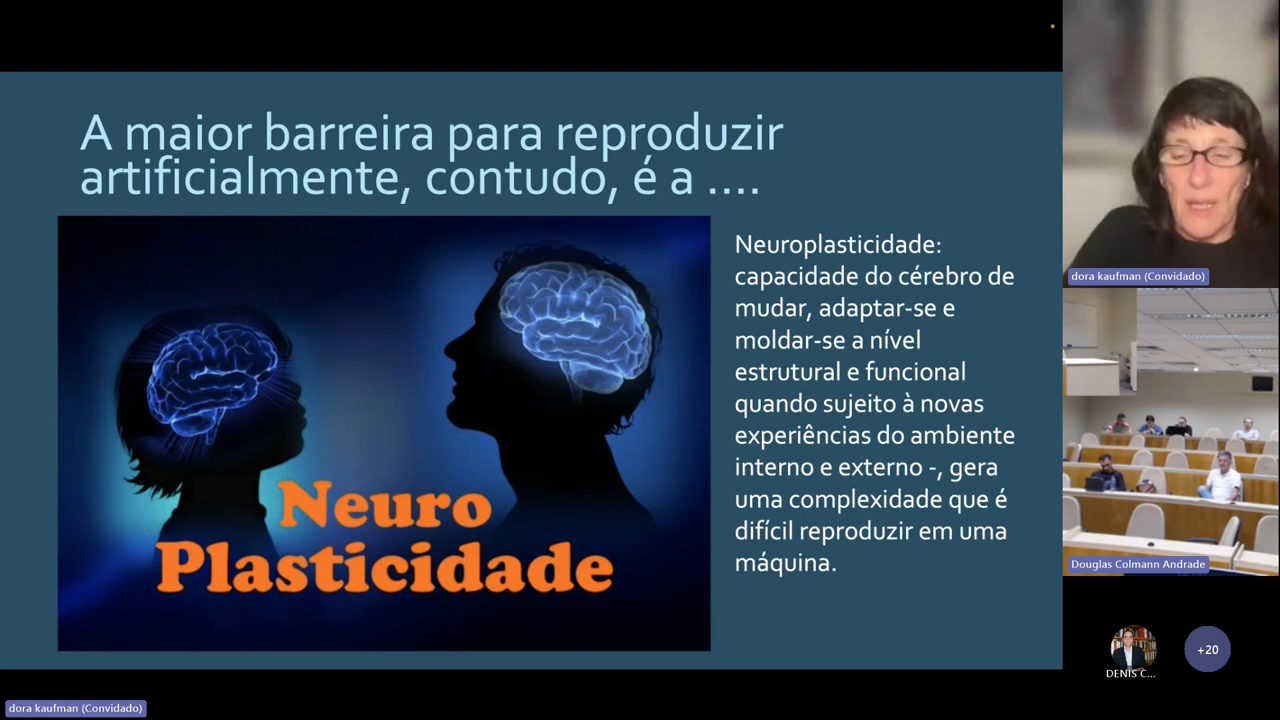 A maior barreira para reproduzir
artificialmente, contudo, é a ....
Neuro
Plasticidade
Neuroplasticidade:
capacidade do cérebro de
mudar, adaptar-se e
moldar-se a nível
estrutural e funcional
quando sujeito à novas
experiências do ambiente
interno e externo -, gera
uma complexidade que é
difícil reproduzir em uma
máquina.
dora kaufman (Convidado)
Douglas Colmann Andrade
DENIS C...
+20
dora kaufman (Convidado)